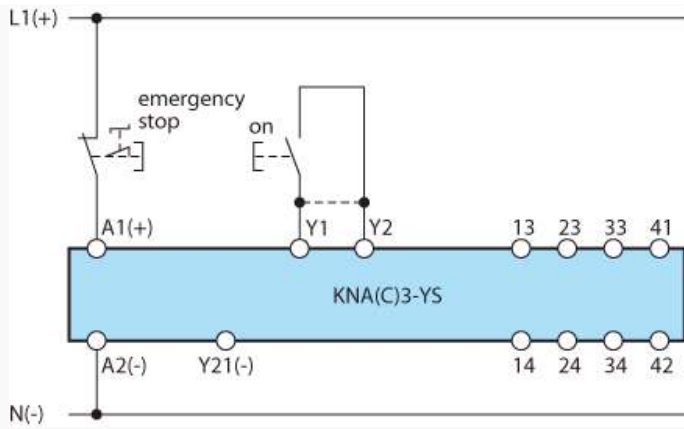 L1(+)
emergency
stop
on
A1(+)
Y1
Y2
13
23
33
41
KNA(C)3-YS
A2(-)
Y21(-)
14
24
34
42
N(-)